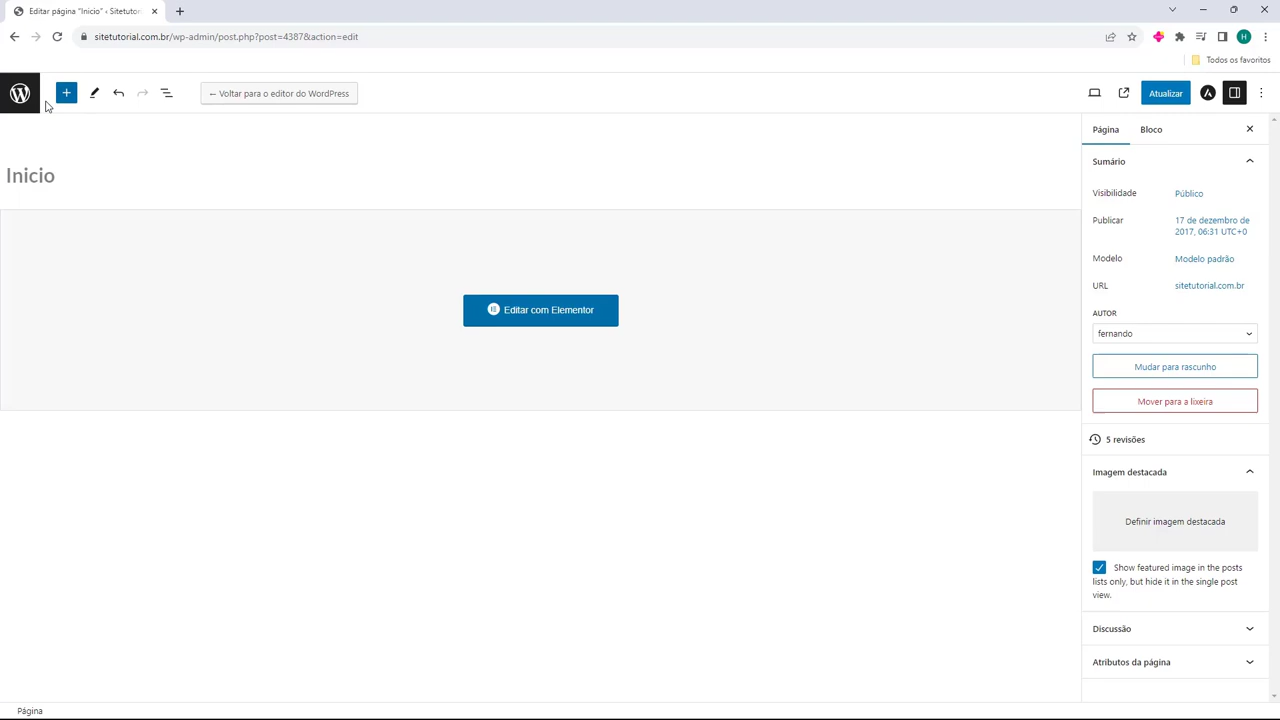 Editar página "Inicio" ‹ Sitetutor
sitetutorial.com.br/wp-admin/post.php?post=4387&action=edit
H
Todos os favoritos
← Voltar para o editor do WordPress
Atualizar
Página
Bloco
Inicio
Sumário
Visibilidade
Público
Publicar
17 de dezembro de
2017, 06:31 UTC+0
Modelo
Modelo padrão
URL
sitetutorial.com.br
AUTOR
fernando
Editar com Elementor
Mudar para rascunho
Mover para a lixeira
5 revisões
Imagem destacada
Definir imagem destacada
Show featured image in the posts
lists only, but hide it in the single post
view.
Discussão
Atributos da página
Página